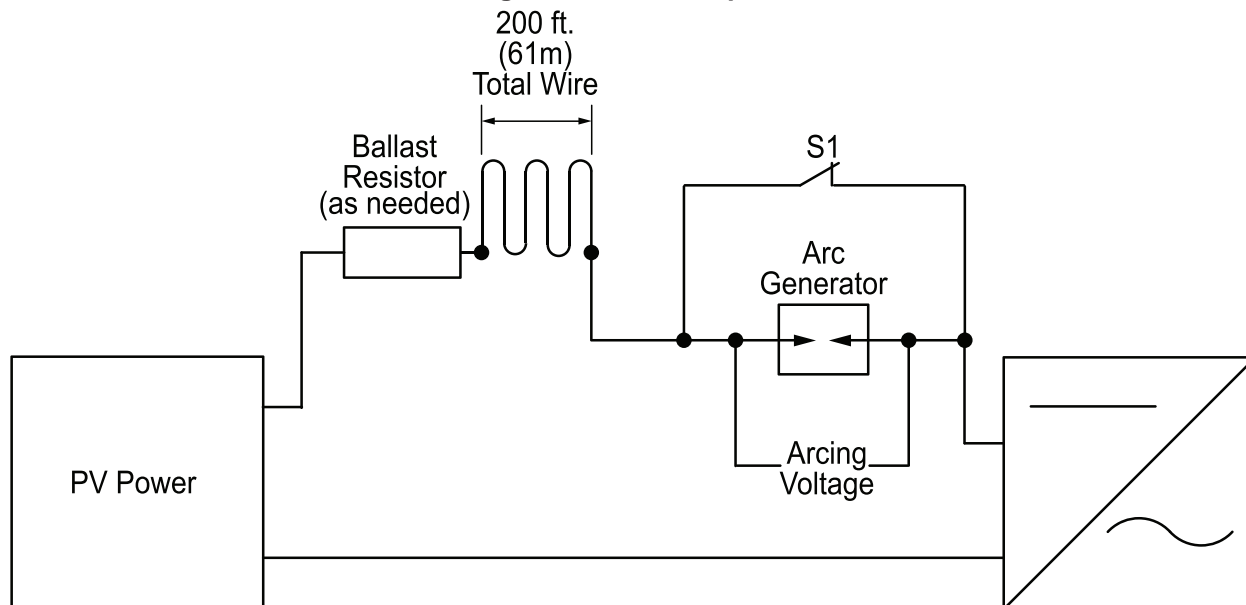 200 ft.
(61m)
Total Wire
Ballast
Resistor
(as needed)
S1
Arc
Generator
PV Power
Arcing
Voltage